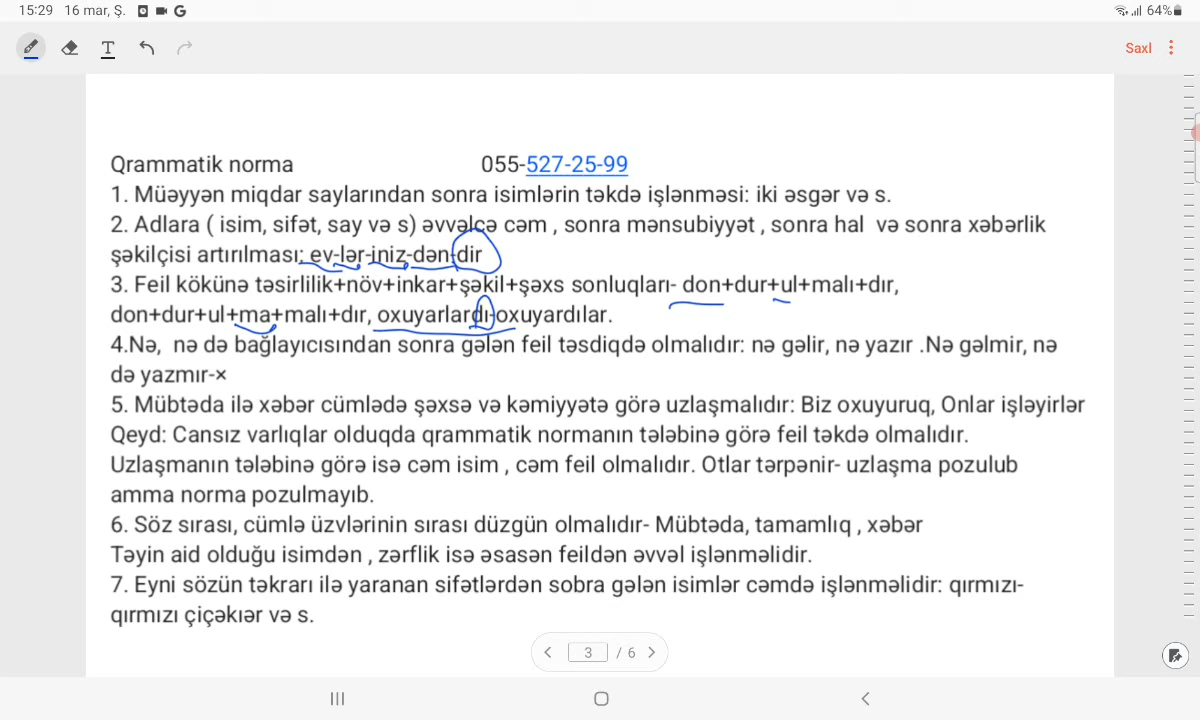 15:29 16 mar, Ş. G 64%
T Saxl
Qrammatik norma 055-527-25-99
1. Müəyyən miqdar saylarından sonra isimlərin təkdə işlənməsi: iki əsgər və s.
2. Adlara ( isim, sifət, say və s) əvvəlcə cəm , sonra mənsubiyyət , sonra hal və sonra xəbərlik
şəkilçisi artırılması: ev-lər-iniz-dən-dir
3. Feil kökünə təsirlilik+növ+inkar+şəkil+şəxs sonluqları- don+dur+ul+malı+dır,
don+dur+ul+ma+malı+dır, oxuyarlardı-oxuyardılar.
4.Nə, nə də bağlayıcısından sonra gələn feil təsdiqdə olmalıdır: nə gəlir, nə yazır .Nə gəlmir, nə
də yazmır-×
5. Mübtəda ilə xəbər cümlədə şəxsə və kəmiyyətə görə uzlaşmalıdır: Biz oxuyuruq, Onlar işləyirlər
Qeyd: Cansız varlıqlar olduqda qrammatik normanın tələbinə görə feil təkdə olmalıdır.
Uzlaşmanın tələbinə görə isə cəm isim , cəm feil olmalıdır. Otlar tərpənir- uzlaşma pozulub
amma norma pozulmayıb.
6. Söz sırası, cümlə üzvlərinin sırası düzgün olmalıdır- Mübtəda, tamamlıq , xəbər
Təyin aid olduğu isimdən , zərflik isə əsasən feildən əvvəl işlənməlidir.
7. Eyni sözün təkrarı ilə yaranan sifətlərdən sobra gələn isimlər cəmdə işlənməlidir: qırmızı-
qırmızı çiçəkıər və s.
3 / 6